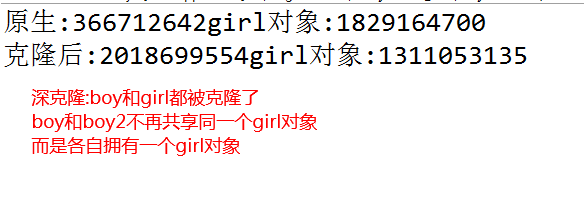 原生:366712642girl对象:1829164700
克隆后:2018699554girl对象:1311053135
深克隆:boy和girl都被克隆了
boy和boy2不再共享同一个girl对象
而是各自拥有一个girl对象